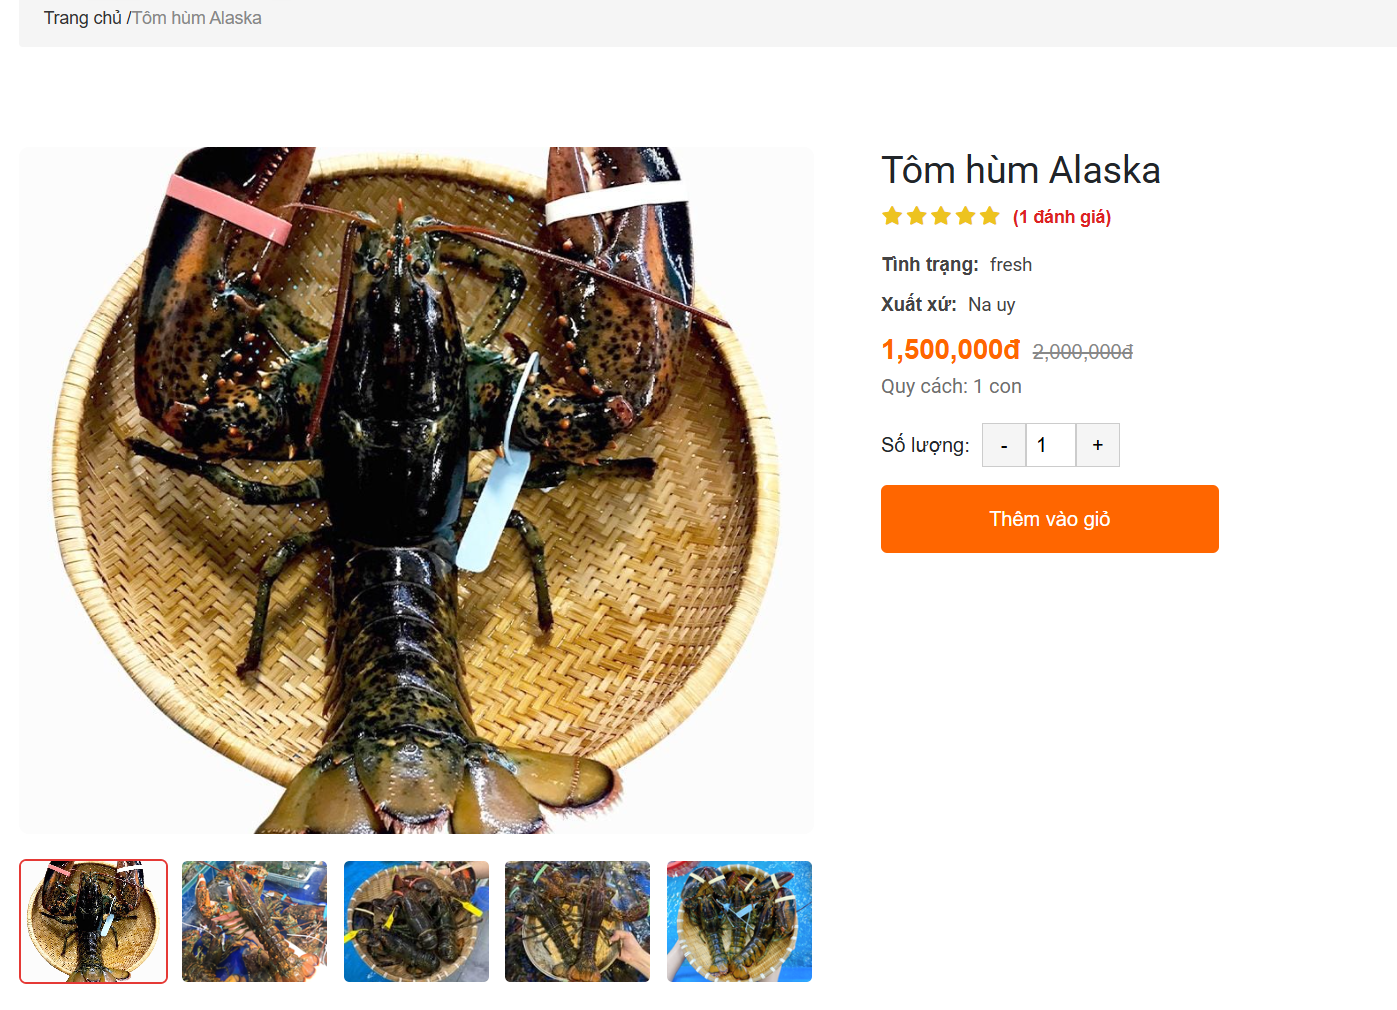 Trang chủ /Tôm hùm Alaska
Tôm hùm Alaska
(1 đánh giá)
Tình trạng: fresh
Xuất xứ: Na uy
1,500,000đ 2,000,000đ
Quy cách: 1 con
Số lượng: - 1 +
Thêm vào giỏ